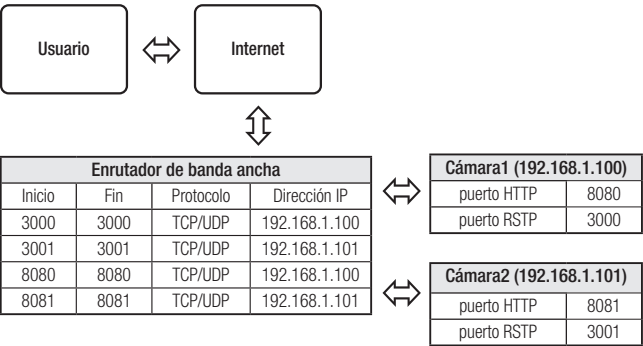 Usuario
Internet
Enrutador de banda ancha
Inicio Fin Protocolo Dirección IP
3000 3000 TCP/UDP 192.168.1.100
3001 3001 TCP/UDP 192.168.1.101
8080 8080 TCP/UDP 192.168.1.100
8081 8081 TCP/UDP 192.168.1.101
Cámara1 (192.168.1.100)
puerto HTTP 8080
puerto RSTP 3000
Cámara2 (192.168.1.101)
puerto HTTP 8081
puerto RSTP 3001